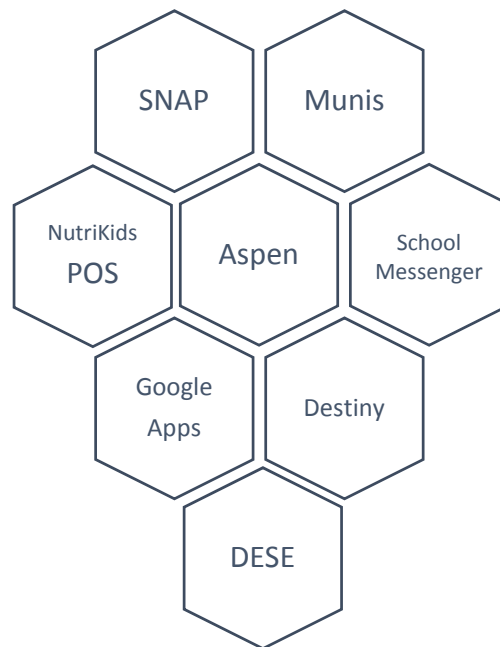 SNAP
Munis
NutriKids
POS
Aspen
School
Messenger
Google
Apps
Destiny
DESE